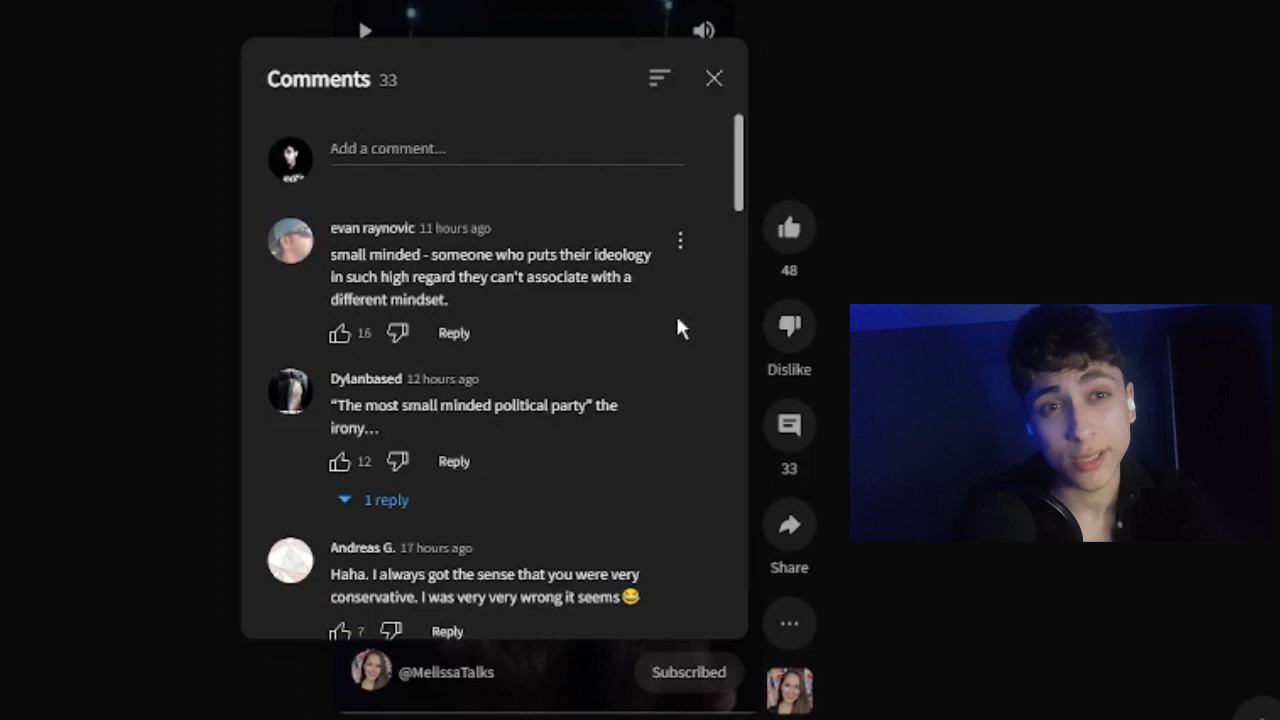 Comments 33
Add a comment...
evan raynovic 11 hours ago
small minded - someone who puts their ideology
in such high regard they can't associate with a
different mindset.
16 Reply
Dylanbased 12 hours ago
“The most small minded political party” the
irony...
12 Reply
1 reply
Andreas G. 17 hours ago
Haha. I always got the sense that you were very
conservative. I was very very wrong it seems😂
7 Reply
@MelissaTalks
Subscribed
48
Dislike
33
Share